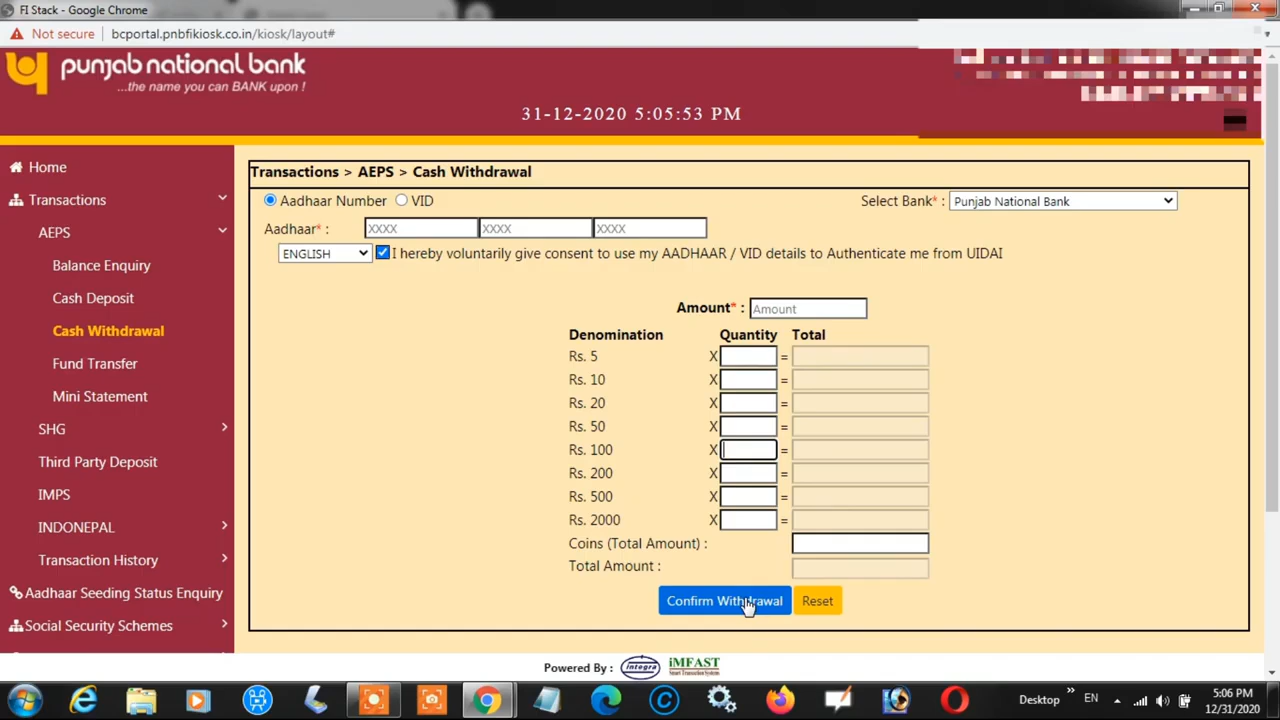 FI Stack - Google Chrome
Not secure bcportal.pnbfikiosk.co.in/kiosk/layout#
punjab national bank
...the name you can BANK upon !
31-12-2020 5:05:53 PM
Home
Transactions
AEPS
Balance Enquiry
Cash Deposit
Cash Withdrawal
Fund Transfer
Mini Statement
SHG
Third Party Deposit
IMPS
INDONEPAL
Transaction History
Aadhaar Seeding Status Enquiry
Social Security Schemes
Transactions > AEPS > Cash Withdrawal
Aadhaar Number VID Select Bank* : Punjab National Bank
Aadhaar* : XXXX XXXX XXXX
ENGLISH I hereby voluntarily give consent to use my AADHAAR / VID details to Authenticate me from UIDAI
Amount* : Amount
Denomination Quantity Total
Rs. 5 X =
Rs. 10 X =
Rs. 20 X =
Rs. 50 X =
Rs. 100 X =
Rs. 200 X =
Rs. 500 X =
Rs. 2000 X =
Coins (Total Amount) :
Total Amount :
Confirm Withdrawal Reset
Powered By : integra iMFAST
Smart Transaction Systems
Desktop » EN 5:06 PM
12/31/2020